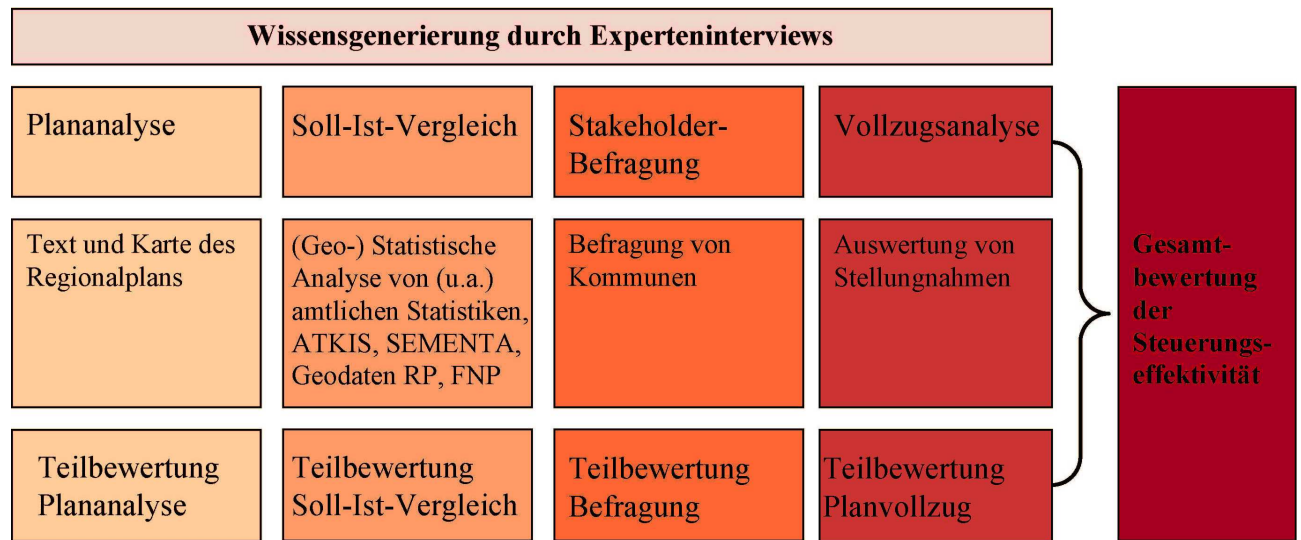 Wissensgenerierung durch Experteninterviews
Plananalyse
Soll-Ist-Vergleich
Stakeholder-
Befragung
Vollzugsanalyse
Text und Karte des
Regionalplans
(Geo-) Statistische
Analyse von (u.a.)
amtlichen Statistiken,
ATKIS, SEMENTA,
Geodaten RP, FNP
Befragung von
Kommunen
Auswertung von
Stellungnahmen
Teilbewertung
Plananalyse
Teilbewertung
Soll-Ist-Vergleich
Teilbewertung
Befragung
Teilbewertung
Planvollzug
Gesamt-
bewertung
der
Steuerungs-
effektivität